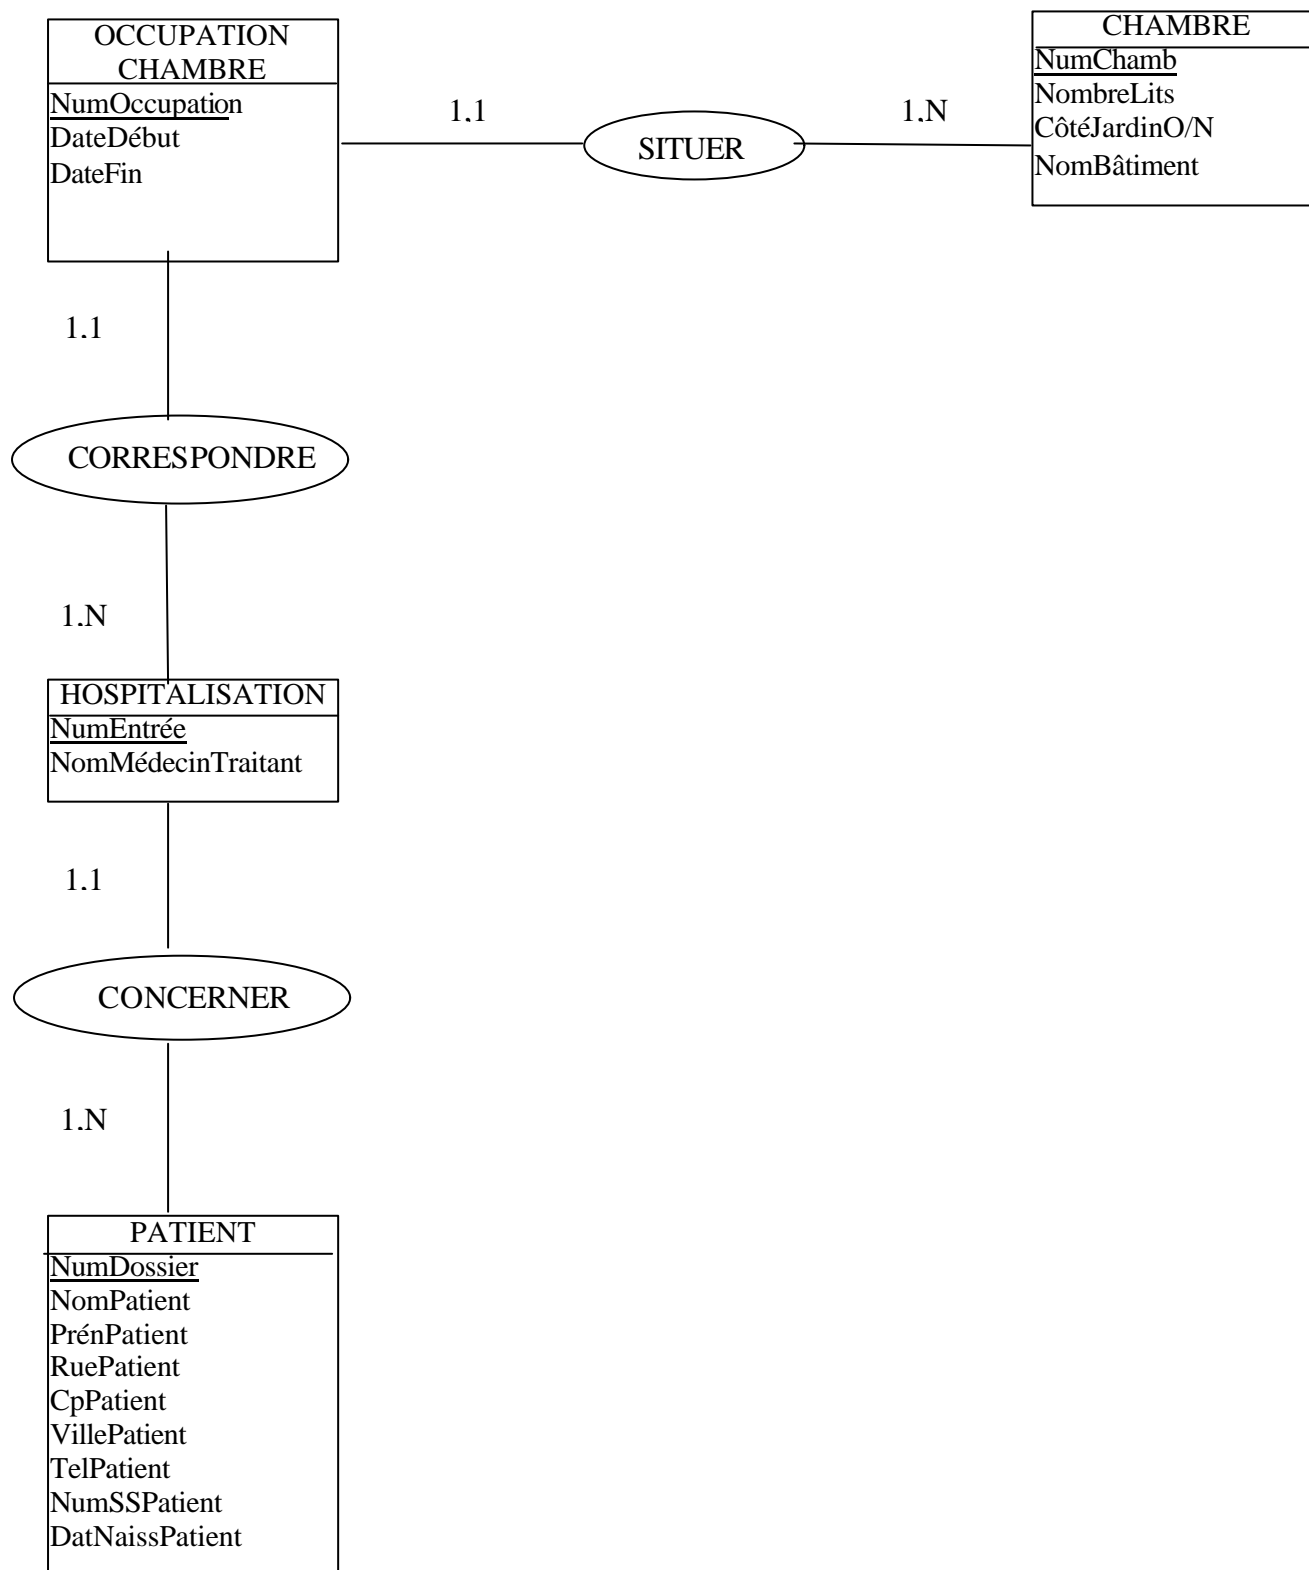 OCCUPATION
CHAMBRE
NumOccupation
DateDébut
DateFin
1,1
SITUER
1,N
CHAMBRE
NumChamb
NombreLits
CôtéJardinO/N
NomBâtiment
1,1
CORRESPONDRE
1,N
HOSPITALISATION
NumEntrée
NomMédecinTraitant
1,1
CONCERNER
1,N
PATIENT
NumDossier
NomPatient
PrénPatient
RuePatient
CpPatient
VillePatient
TelPatient
NumSSPatient
DatNaissPatient